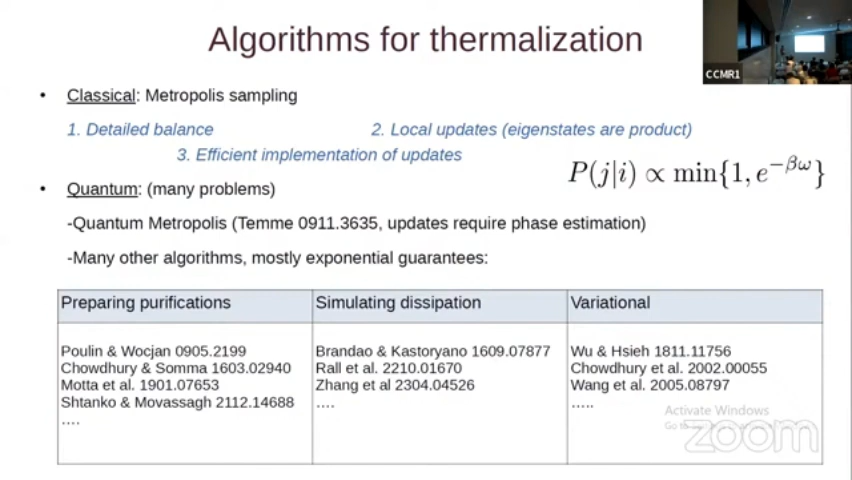 Algorithms for thermalization
CCMR1
• Classical: Metropolis sampling
1. Detailed balance 2. Local updates (eigenstates are product)
3. Efficient implementation of updates
P(j|i) ∝ min{1, e^{−βω}}
• Quantum: (many problems)
-Quantum Metropolis (Temme 0911.3635, updates require phase estimation)
-Many other algorithms, mostly exponential guarantees:
Preparing purifications Simulating dissipation Variational
Poulin & Wocjan 0905.2199 Brandao & Kastoryano 1609.07877 Wu & Hsieh 1811.11756
Chowdhury & Somma 1603.02940 Rall et al. 2210.01670 Chowdhury et al. 2002.00055
Motta et al. 1901.07653 Zhang et al 2304.04526 Wang et al. 2005.08797
Shtanko & Movassagh 2112.14688 .... .....
....
Activate Windows
Go to
zoom